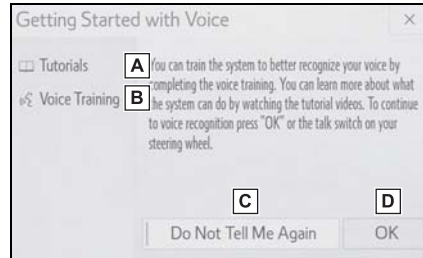 Getting Started with Voice ×
Tutorials
A
You can train the system to better recognize your voice by
B
completing the voice training. You can learn more about what
Voice Training
the system can do by watching the tutorial videos. To continue
to voice recognition press "OK" or the talk switch on your
steering wheel.
C
D
Do Not Tell Me Again
OK